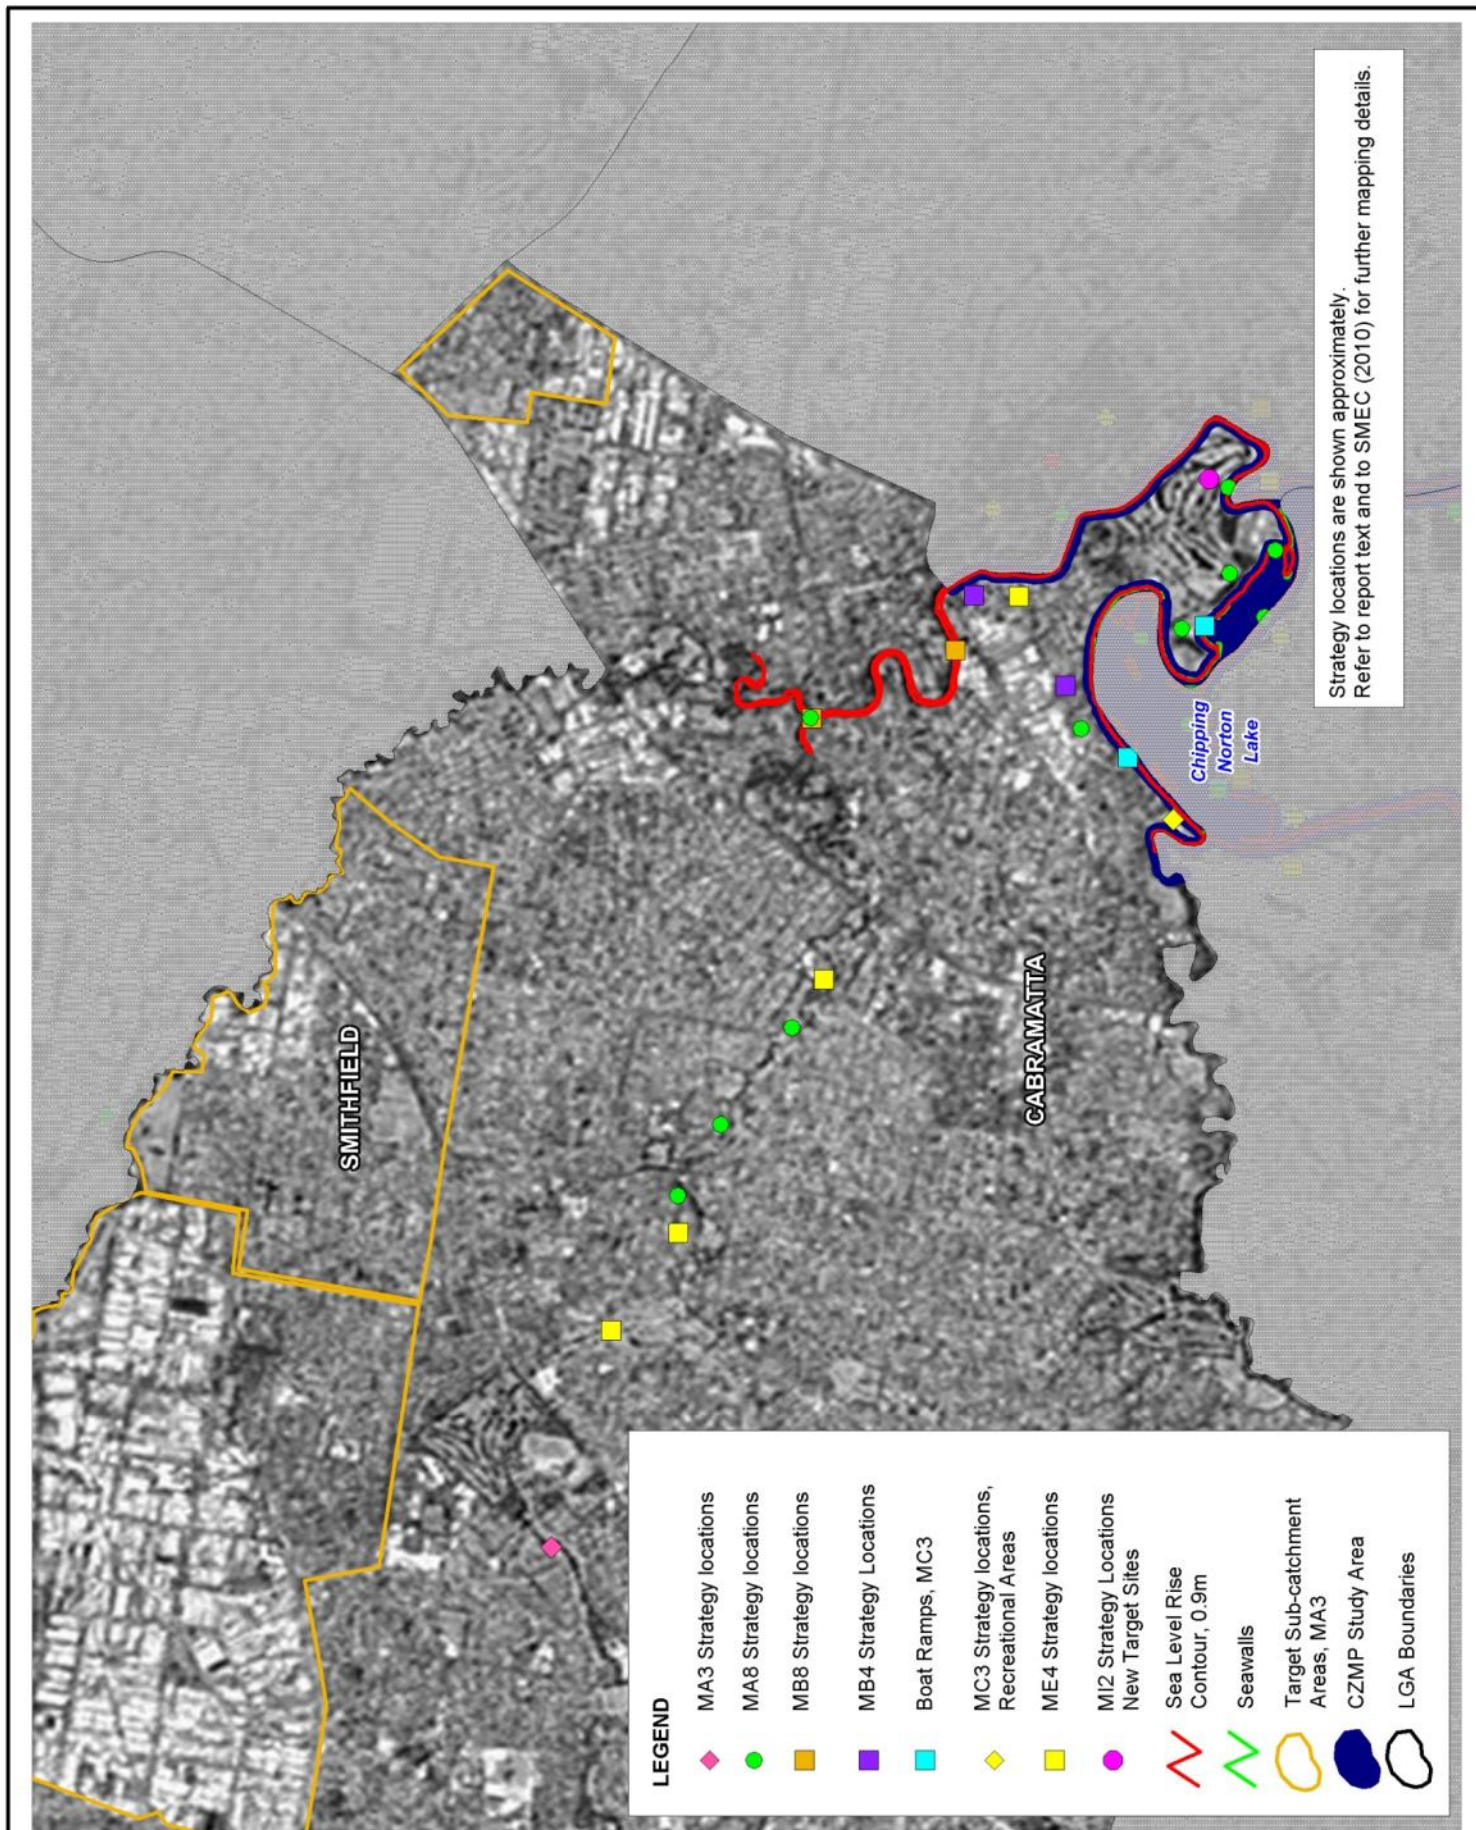 SMITHFIELD
CABRAMATTA
Chipping
Norton
Lake
Strategy locations are shown approximately.
Refer to report text and to SMEC (2010) for further mapping details.
LEGEND
MA3 Strategy locations
MA8 Strategy locations
MB8 Strategy locations
MB4 Strategy Locations
Boat Ramps, MC3
MC3 Strategy locations,
Recreational Areas
ME4 Strategy locations
MI2 Strategy Locations
New Target Sites
Sea Level Rise
Contour, 0.9m
Seawalls
Target Sub-catchment
Areas, MA3
CZMP Study Area
LGA Boundaries